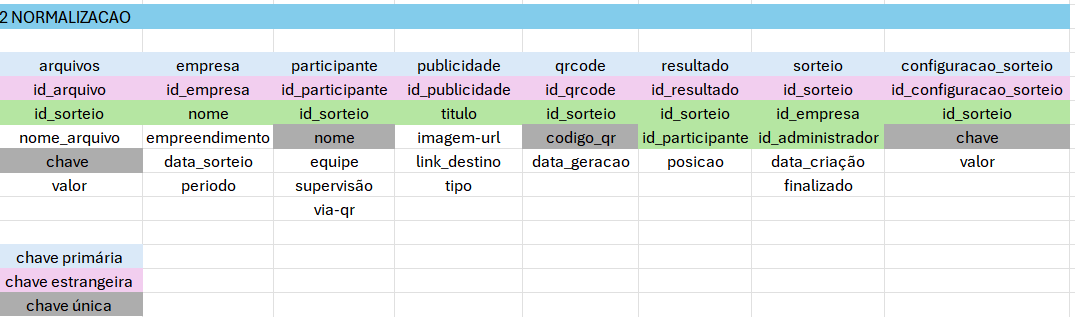 2 NORMALIZACAO
arquivos empresa participante publicidade qrcode resultado sorteio configuracao_sorteio
id_arquivo id_empresa id_participante id_publicidade id_qrcode id_resultado id_sorteio id_configuracao_sorteio
id_sorteio nome id_sorteio titulo id_sorteio id_sorteio id_empresa id_sorteio
nome_arquivo empreendimento nome imagem-url codigo_qr id_participante id_administrador chave
chave data_sorteio equipe link_destino data_geracao posicao data_criação valor
valor periodo supervisão tipo finalizado
via-qr
chave primária
chave estrangeira
chave única